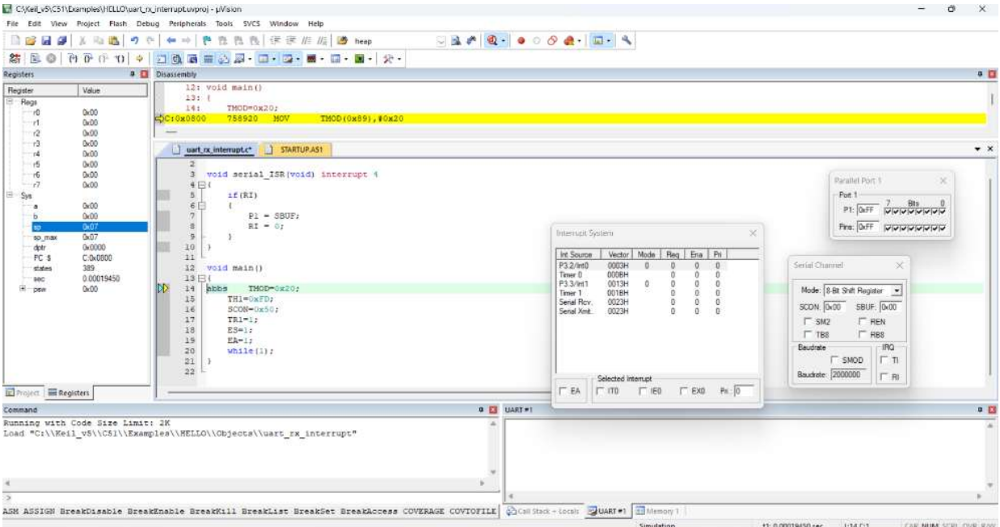 C:\Keil_v5\C51\Examples\HELLO\uart_rx_interrupt.uvproj - µVision
File Edit View Project Flash Debug Peripherals Tools SVCS Window Help
heap
Registers
Register Value
Regs
r0 0x00
r1 0x00
r2 0x00
r3 0x00
r4 0x00
r5 0x00
r6 0x00
r7 0x00
Sys
a 0x00
b 0x00
sp 0x07
sp_max 0x07
dptr 0x0000
PC $ C:0x0800
states 389
sec 0.00019450
psw 0x00
Project Registers
Disassembly
12: void main()
13: {
14: TMOD=0x20;
C:0x0800 758920 MOV TMOD(0x89),#0x20
uart_rx_interrupt.c* STARTUP.A51
2
3 void serial_ISR(void) interrupt 4
4 {
5 if(RI)
6 {
7 P1 = SBUF;
8 RI = 0;
9 }
10 }
11
12 void main()
13 {
14 abbs TMOD=0x20;
15 TH1=0xFD;
16 SCON=0x50;
17 TR1=1;
18 ES=1;
19 EA=1;
20 while(1);
21 }
22
Interrupt System
Int Source Vector Mode Req Ena Pri
P3.2/Int0 0003H 0 0 0 0
Timer 0 000BH 0 0 0
P3.3/Int1 0013H 0 0 0 0
Timer 1 001BH 0 0 0
Serial Rcv. 0023H 0 0 0
Serial Xmit. 0023H 0 0 0
Selected Interrupt
EA IT0 IE0 EX0 Pri.: 0
Parallel Port 1
Port 1
P1: 0xFF 7 Bits 0
Pins: 0xFF
Serial Channel
Mode: 8-Bit Shift Register
SCON: 0x00 SBUF: 0x00
SM2 REN
TB8 RB8
Baudrate IRQ
SMOD TI
Baudrate: 2000000 RI
Command
Running with Code Size Limit: 2K
Load "C:\\Keil_v5\\C51\\Examples\\HELLO\\Objects\\uart_rx_interrupt"
>
ASM ASSIGN BreakDisable BreakEnable BreakKill BreakList BreakSet BreakAccess COVERAGE COVTOFILE
UART #1
Call Stack + Locals UART #1 Memory 1
Simulation t1: 0.00019450 sec L:14 C:1 CAP NUM SCRL OVR R/W